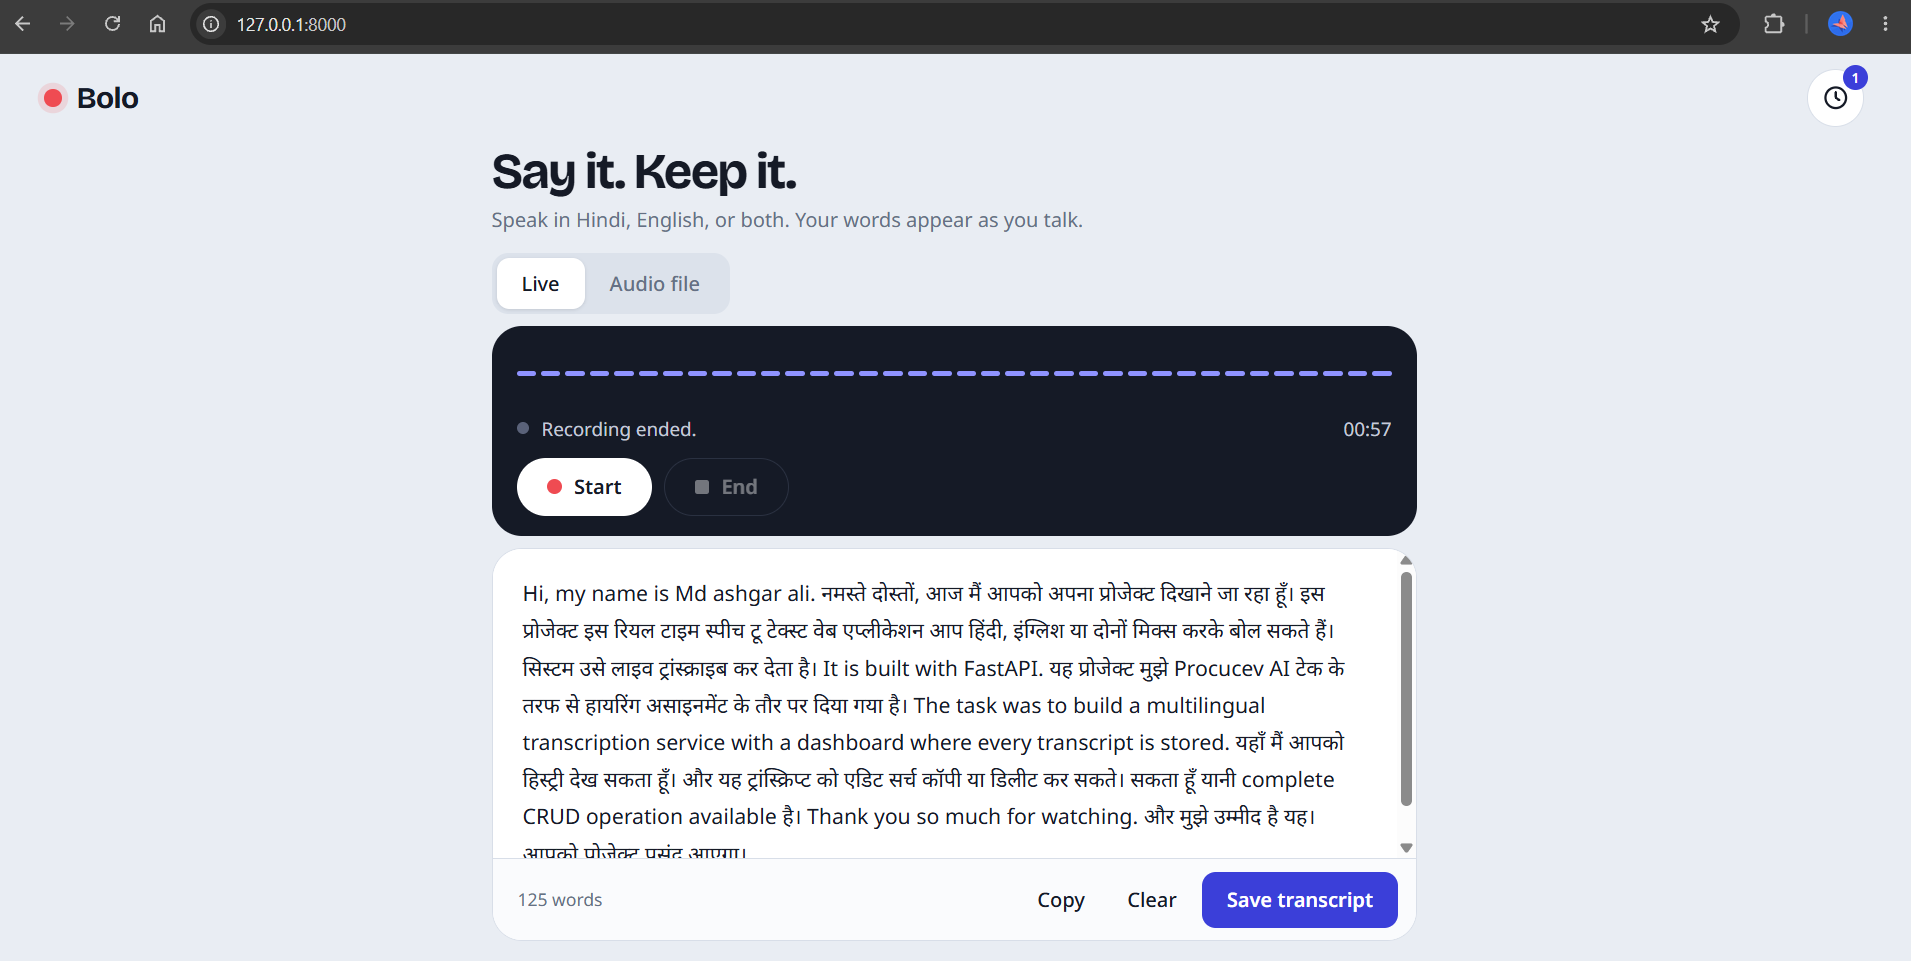 127.0.0.1:8000
Bolo
1
Say it. Keep it.
Speak in Hindi, English, or both. Your words appear as you talk.
Live
Audio file
Recording ended.
00:57
Start
End
Hi, my name is Md ashgar ali. नमस्ते दोस्तों, आज मैं आपको अपना प्रोजेक्ट दिखाने जा रहा हूँ। इस
प्रोजेक्ट इस रियल टाइम स्पीच टू टेक्स्ट वेब एप्लीकेशन आप हिंदी, इंग्लिश या दोनों मिक्स करके बोल सकते हैं।
सिस्टम उसे लाइव ट्रांस्क्राइब कर देता है। It is built with FastAPI. यह प्रोजेक्ट मुझे Procucev AI टेक के
तरफ से हायरिंग असाइनमेंट के तौर पर दिया गया है। The task was to build a multilingual
transcription service with a dashboard where every transcript is stored. यहाँ मैं आपको
हिस्ट्री देख सकता हूँ। और यह ट्रांस्क्रिप्ट को एडिट सर्च कॉपी या डिलीट कर सकते। सकता हूँ यानी complete
CRUD operation available है। Thank you so much for watching. और मुझे उम्मीद है यह।
आपको प्रोजेक्ट पसंद आएगा।
125 words
Copy
Clear
Save transcript